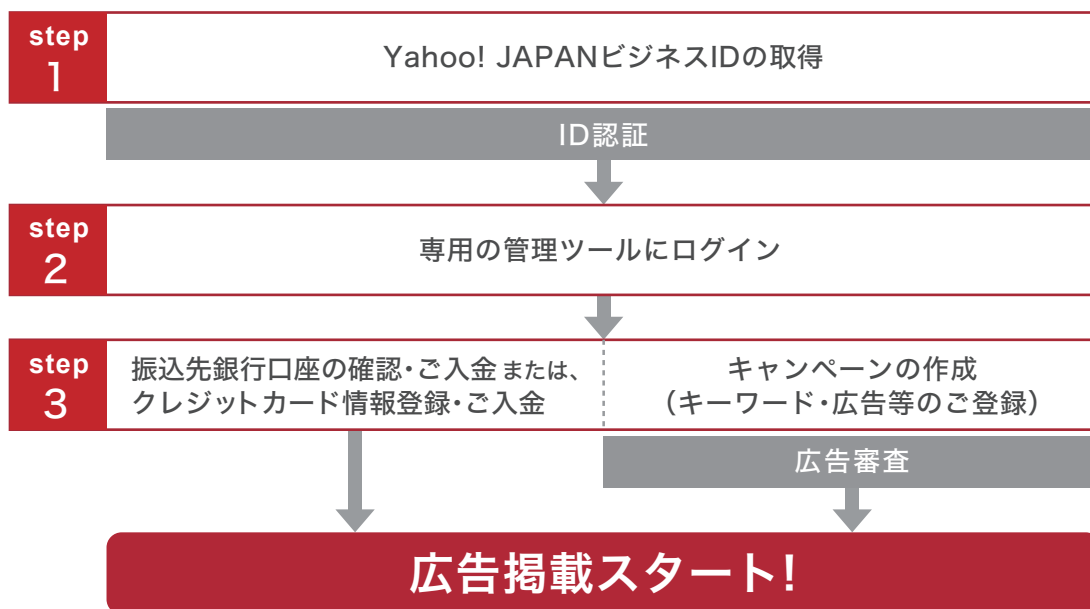 step
1
Yahoo! JAPANビジネスIDの取得
ID認証
step
2
専用の管理ツールにログイン
step
3
振込先銀行口座の確認・ご入金 または、
クレジットカード情報登録・ご入金
キャンペーンの作成
（キーワード・広告等のご登録）
広告審査
広告掲載スタート！